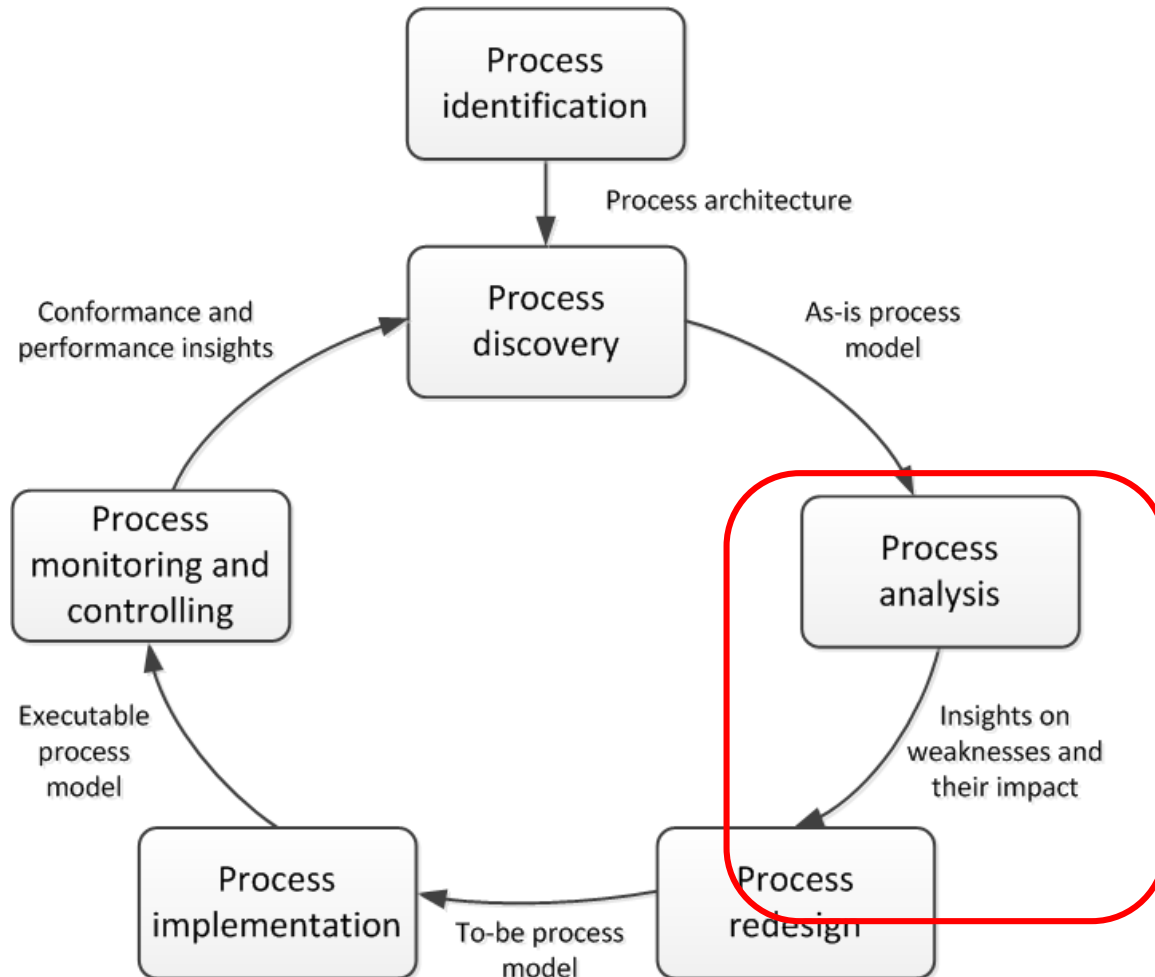 Process
identification
Process architecture
Process
discovery
Conformance and
performance insights
As-is process
model
Process
monitoring and
controlling
Process
analysis
Executable
process
model
Insights on
weaknesses and
their impact
Process
implementation
To-be process
model
Process
redesign